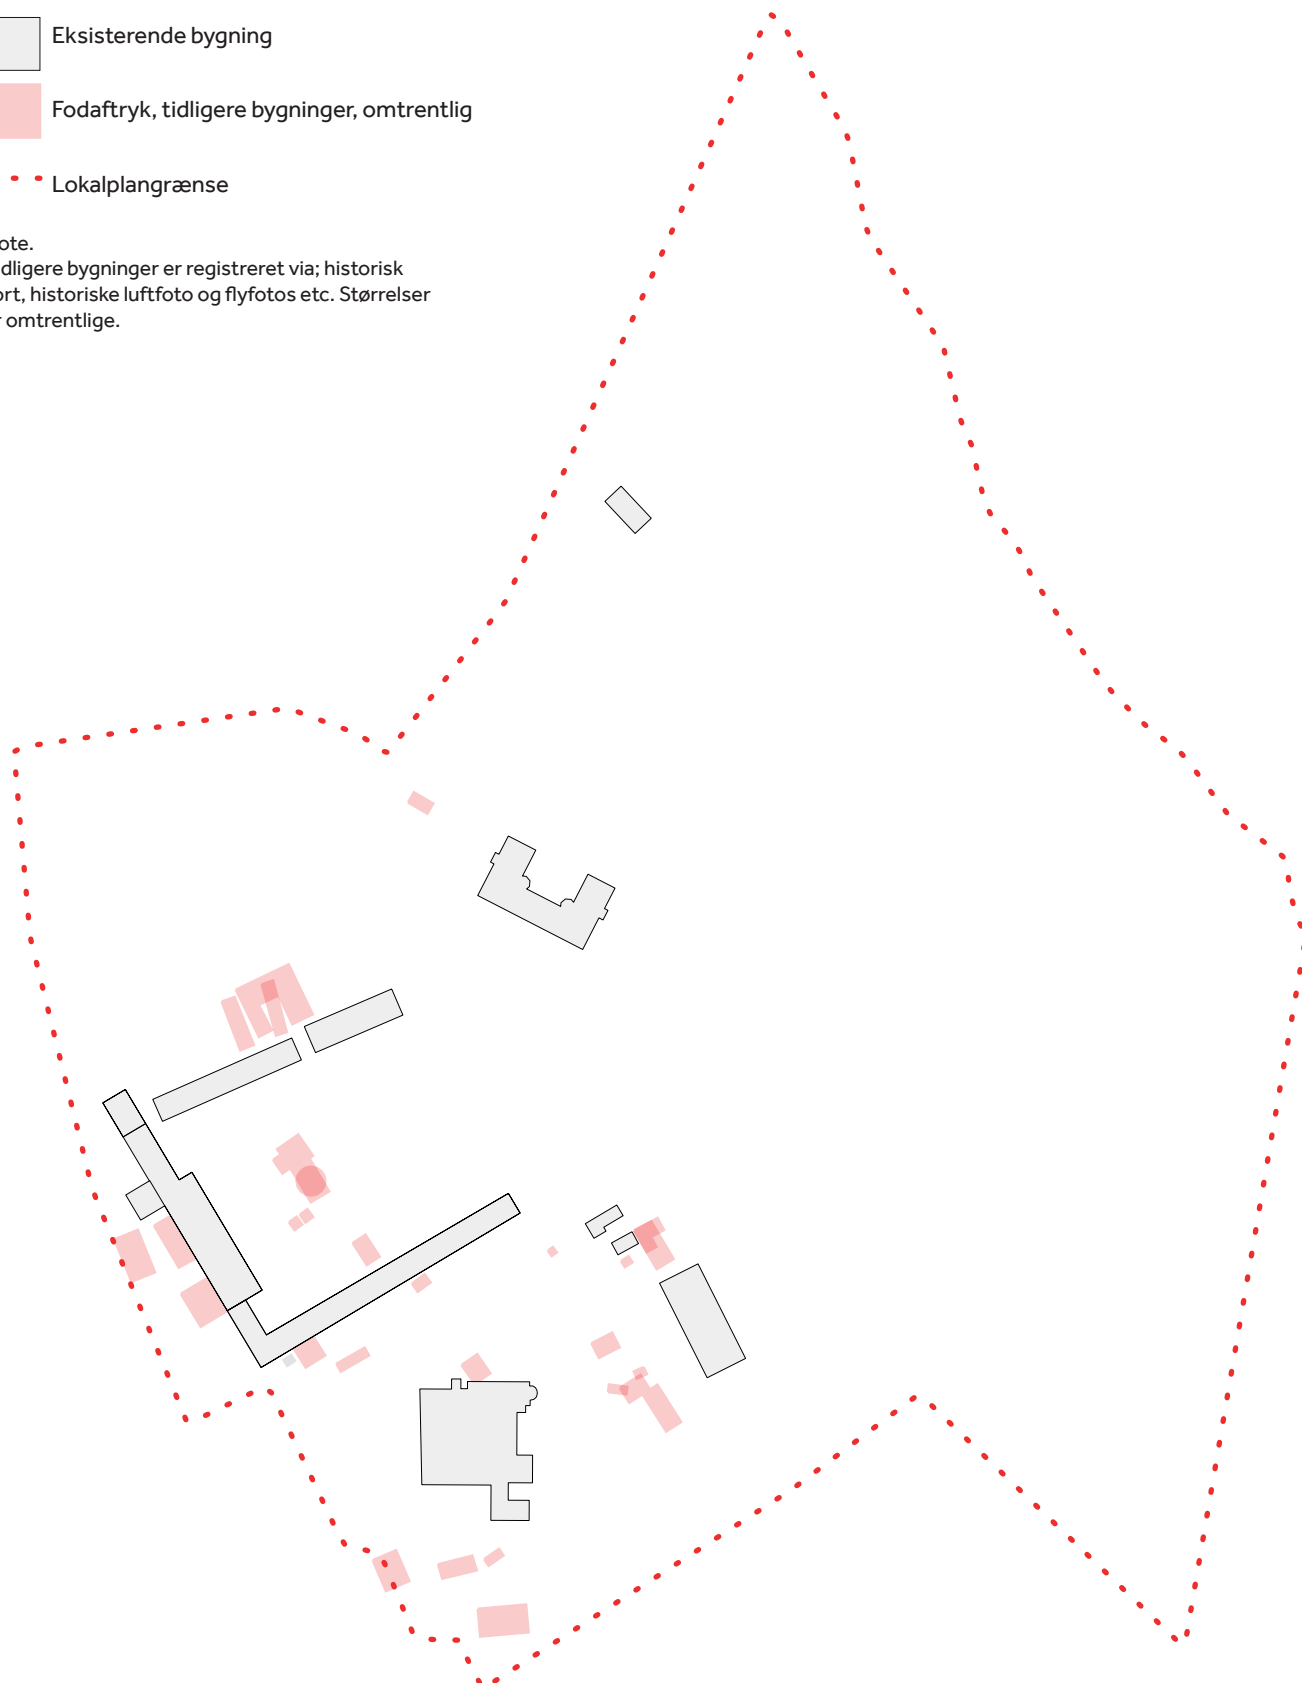 Eksisterende bygning
Fodaftryk, tidligere bygninger, omtrentlig
Lokalplangrænse
ote.
dligere bygninger er registreret via; historisk
ort, historiske luftfoto og flyfotos etc. Størrelser
r omtrentlige.